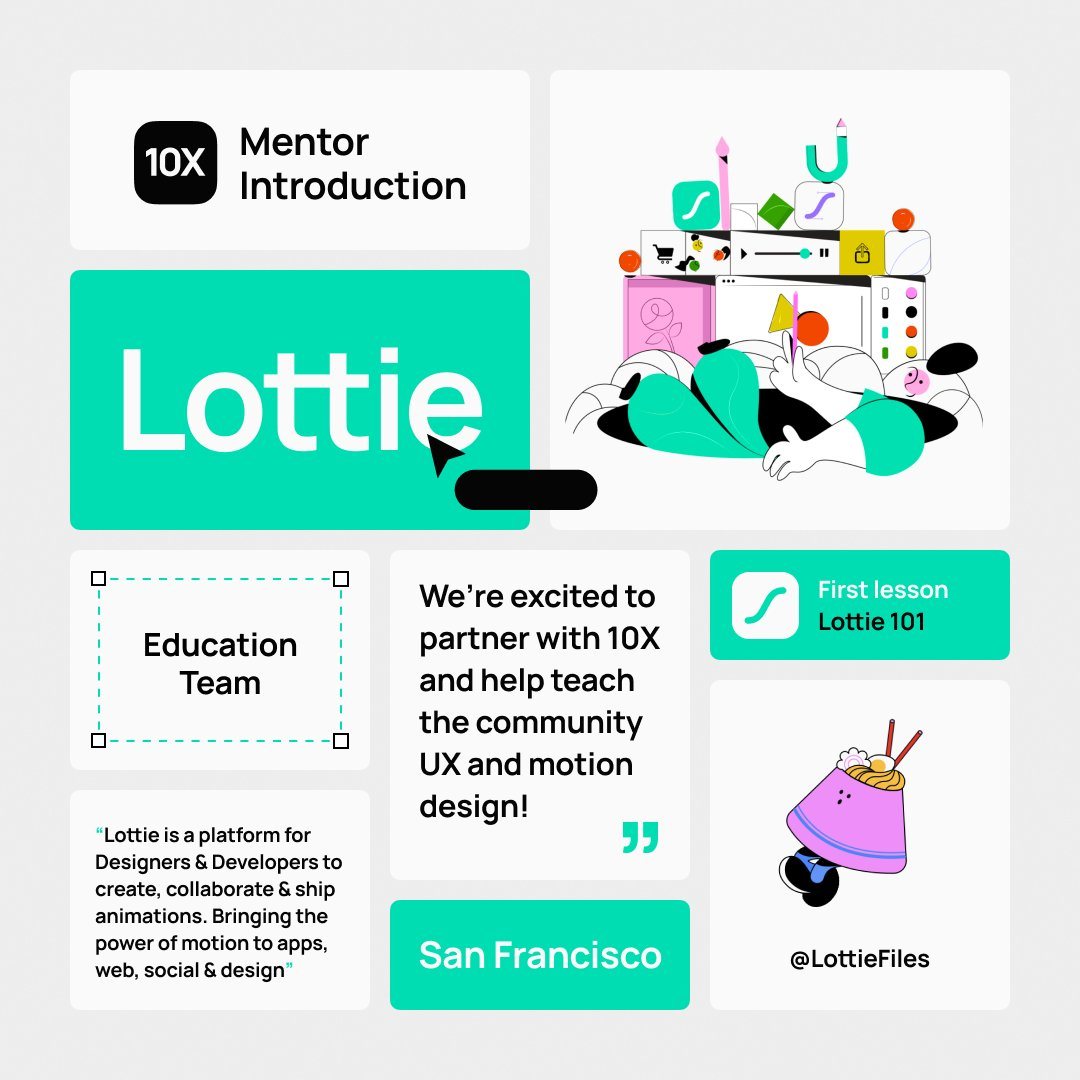 10X
Mentor
Introduction
Lottie
Education
Team
“Lottie is a platform for
Designers & Developers to
create, collaborate & ship
animations. Bringing the
power of motion to apps,
web, social & design”
We’re excited to
partner with 10X
and help teach
the community
UX and motion
design!
”
San Francisco
First lesson
Lottie 101
@LottieFiles